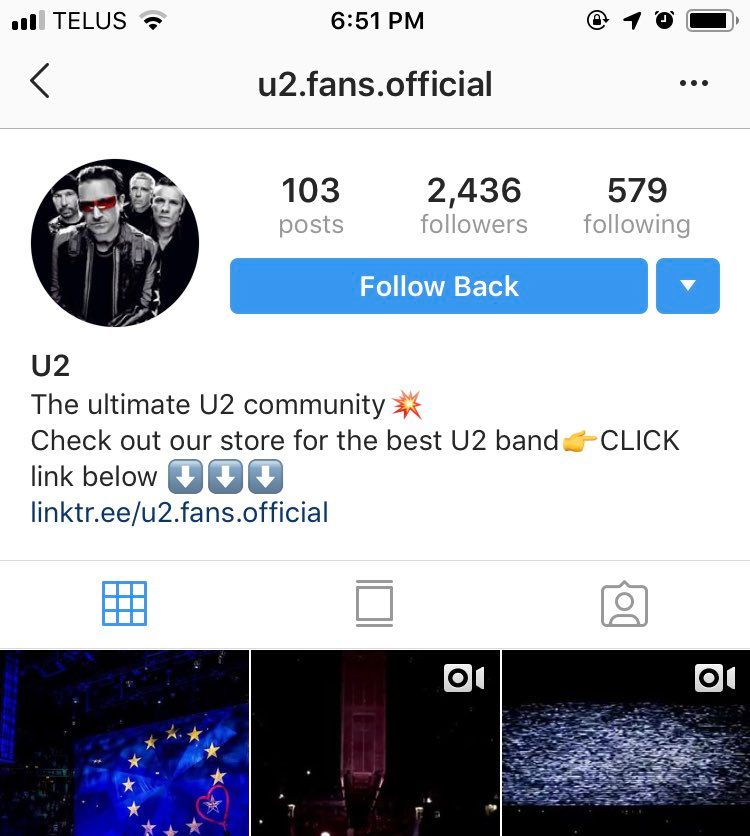 TELUS 6:51 PM
u2.fans.official
103 2,436 579
posts followers following
Follow Back
U2
The ultimate U2 community💥
Check out our store for the best U2 band👉CLICK
link below ⬇️⬇️⬇️
linktr.ee/u2.fans.official